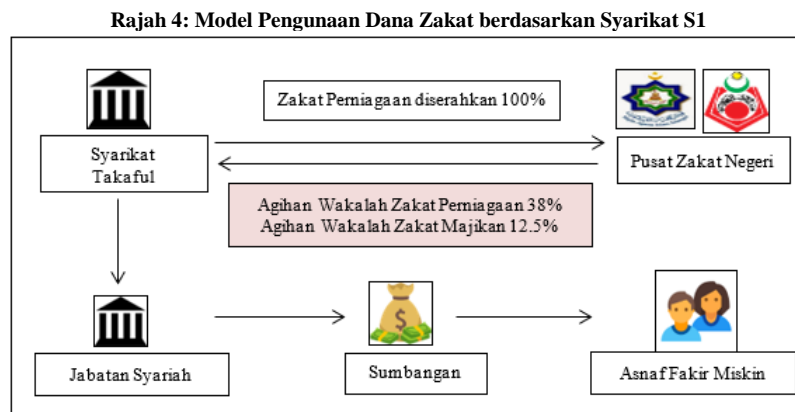 Rajah 4: Model Pengunaan Dana Zakat berdasarkan Syarikat S1
Zakat Perniagaan diserahkan 100%
Syarikat
Takaful
Pusat Zakat Negeri
Agihan Wakalah Zakat Perniagaan 38%
Agihan Wakalah Zakat Majikan 12.5%
$
Jabatan Syariah
Sumbangan
Asnaf Fakir Miskin